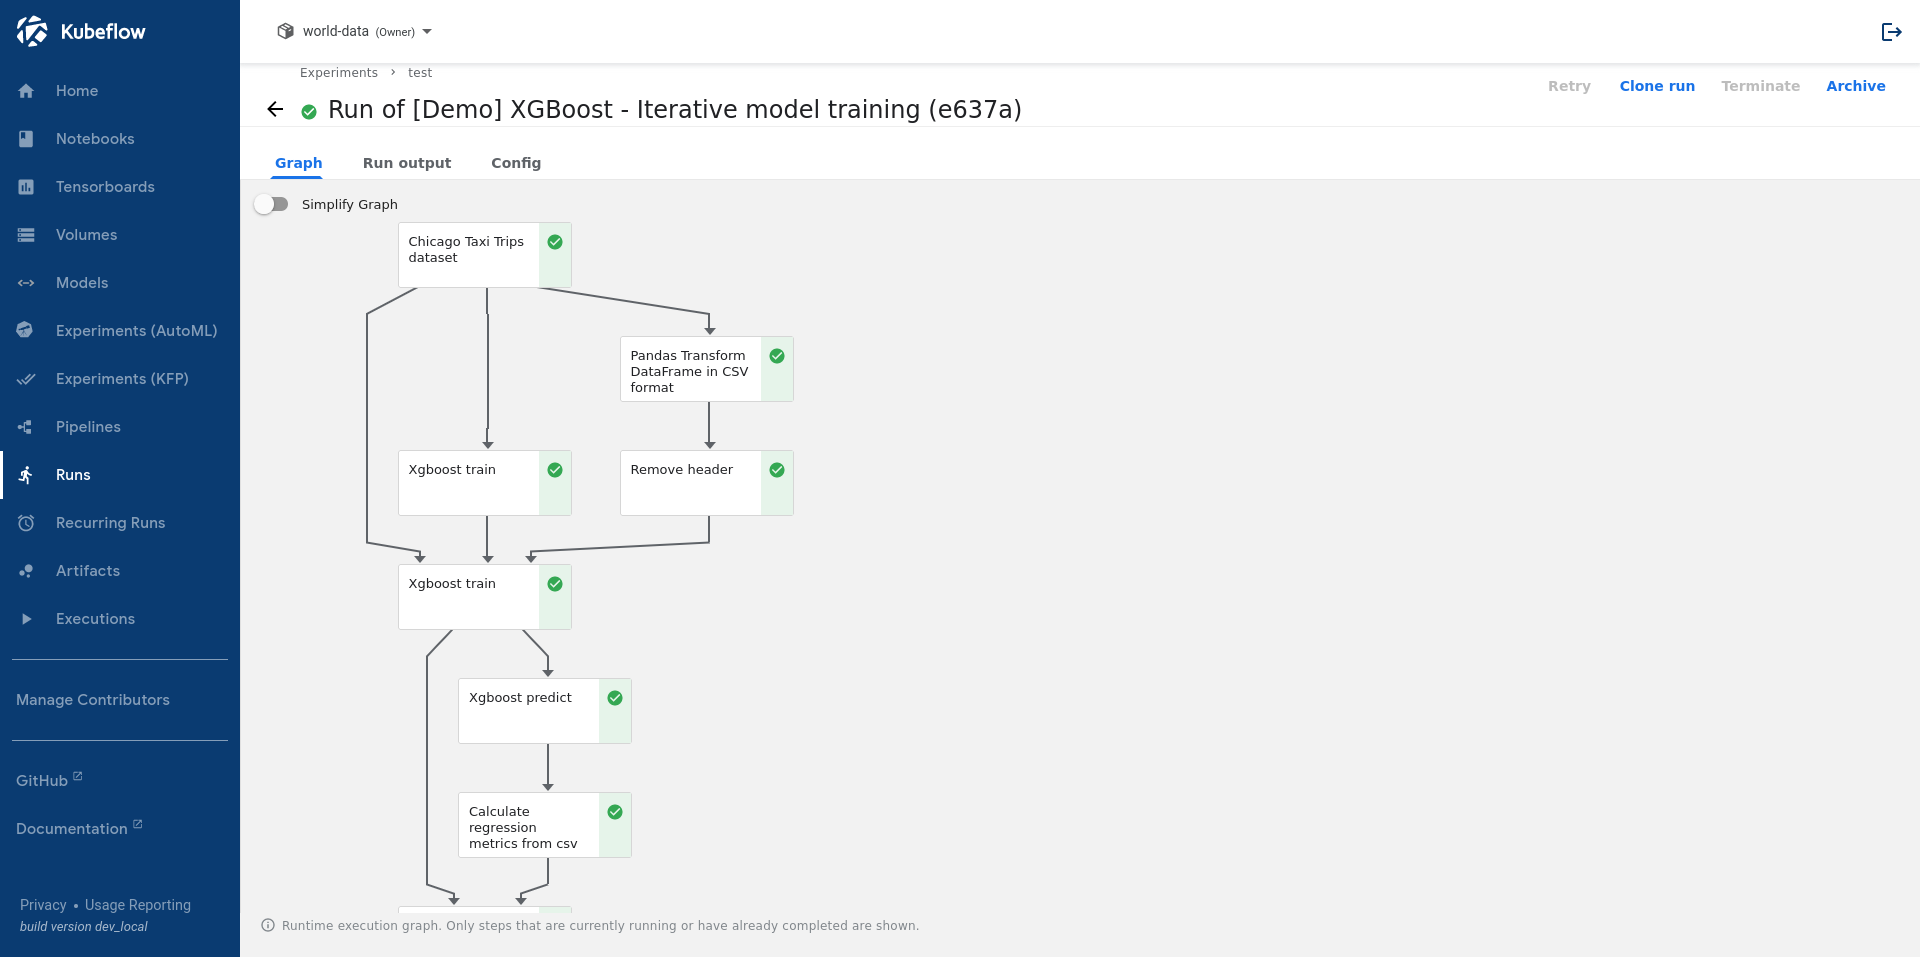 Kubeflow
Home
Notebooks
Tensorboards
Volumes
Models
Experiments (AutoML)
Experiments (KFP)
Pipelines
Runs
Recurring Runs
Artifacts
Executions
Manage Contributors
GitHub
Documentation
Privacy • Usage Reporting
build version dev_local
world-data (Owner)
Experiments > test
Retry Clone run Terminate Archive
Run of [Demo] XGBoost - Iterative model training (e637a)
Graph Run output Config
Simplify Graph
Chicago Taxi Trips
dataset
Pandas Transform
DataFrame in CSV
format
Xgboost train
Remove header
Xgboost train
Xgboost predict
Calculate
regression
metrics from csv
Runtime execution graph. Only steps that are currently running or have already completed are shown.